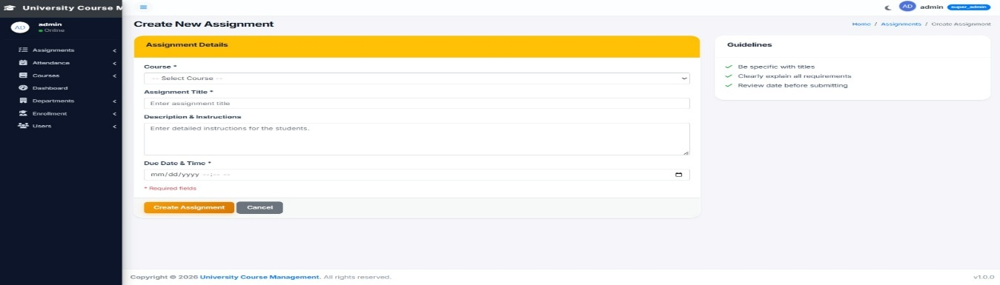 University Course M
AD admin super_admin
AD admin
Online
Assignments <
Attendance <
Courses <
Dashboard
Departments <
Enrollment <
Users <
Create New Assignment
Home / Assignments / Create Assignment
Assignment Details
Course *
-- Select Course --
Assignment Title *
Enter assignment title
Description & Instructions
Enter detailed instructions for the students.
Due Date & Time *
mm/dd/yyyy --:-- --
* Required fields
Create Assignment Cancel
Guidelines
Be specific with titles
Clearly explain all requirements
Review date before submitting
Copyright © 2026 University Course Management. All rights reserved.
v1.0.0